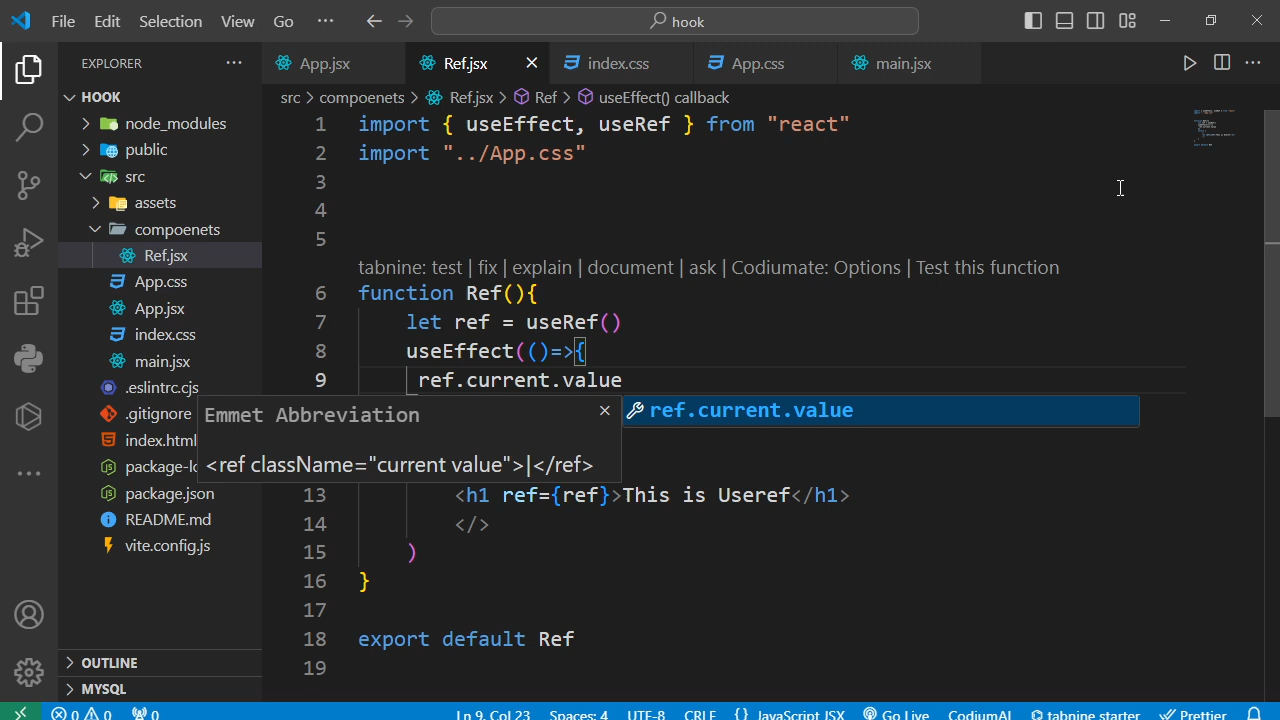 File Edit Selection View Go ··· hook
EXPLORER ···
App.jsx Ref.jsx index.css App.css main.jsx ···
src > compoenets > Ref.jsx > Ref > useEffect() callback
HOOK
node_modules
public
src
assets
compoenets
Ref.jsx
App.css
App.jsx
index.css
main.jsx
.eslintrc.cjs
.gitignore
index.html
package-lo
package.json
README.md
vite.config.js
OUTLINE
MYSQL
1 import { useEffect, useRef } from "react"
2 import "../App.css"
3
4
5
tabnine: test | fix | explain | document | ask | Codiumate: Options | Test this function
6 function Ref(){
7 let ref = useRef()
8 useEffect(()=>{
9 ref.current.value
Emmet Abbreviation ×
<ref className="current value">|</ref>
ref.current.value
13 <h1 ref={ref}>This is Useref</h1>
14 </>
15 )
16 }
17
18 export default Ref
19
0 0 0 Ln 9, Col 23 Spaces: 4 UTF-8 CRLF {} JavaScript JSX Go Live CodiumAI tabnine starter Prettier